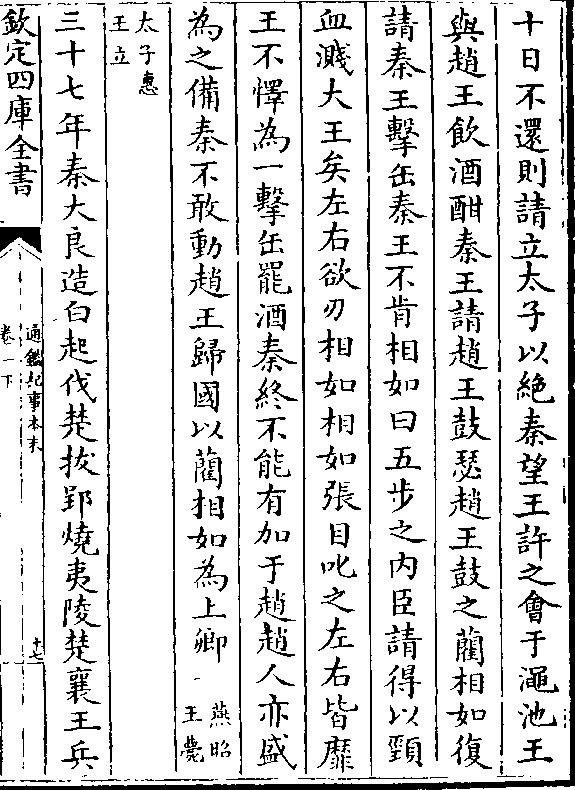 十日不還則請立太子以絶秦望王許之會于澠池王
與趙王飲酒酣秦王請趙王鼓瑟趙王鼓之藺相如復
請秦王擊缶秦王不肯相如曰五步之内臣請得以頸
血濺大王矣左右欲刃相如相如張目叱之左右皆靡
王不懌為一擊缶罷酒秦終不能有加于趙趙人亦盛
為之備秦不敢動趙王歸國以藺相如為上卿 燕昭王薨
太子惠王立
三十七年秦大良造白起伐楚拔郢燒夷陵楚襄王兵
欽定四庫全書
通鑑紀事本末
卷一下
十七